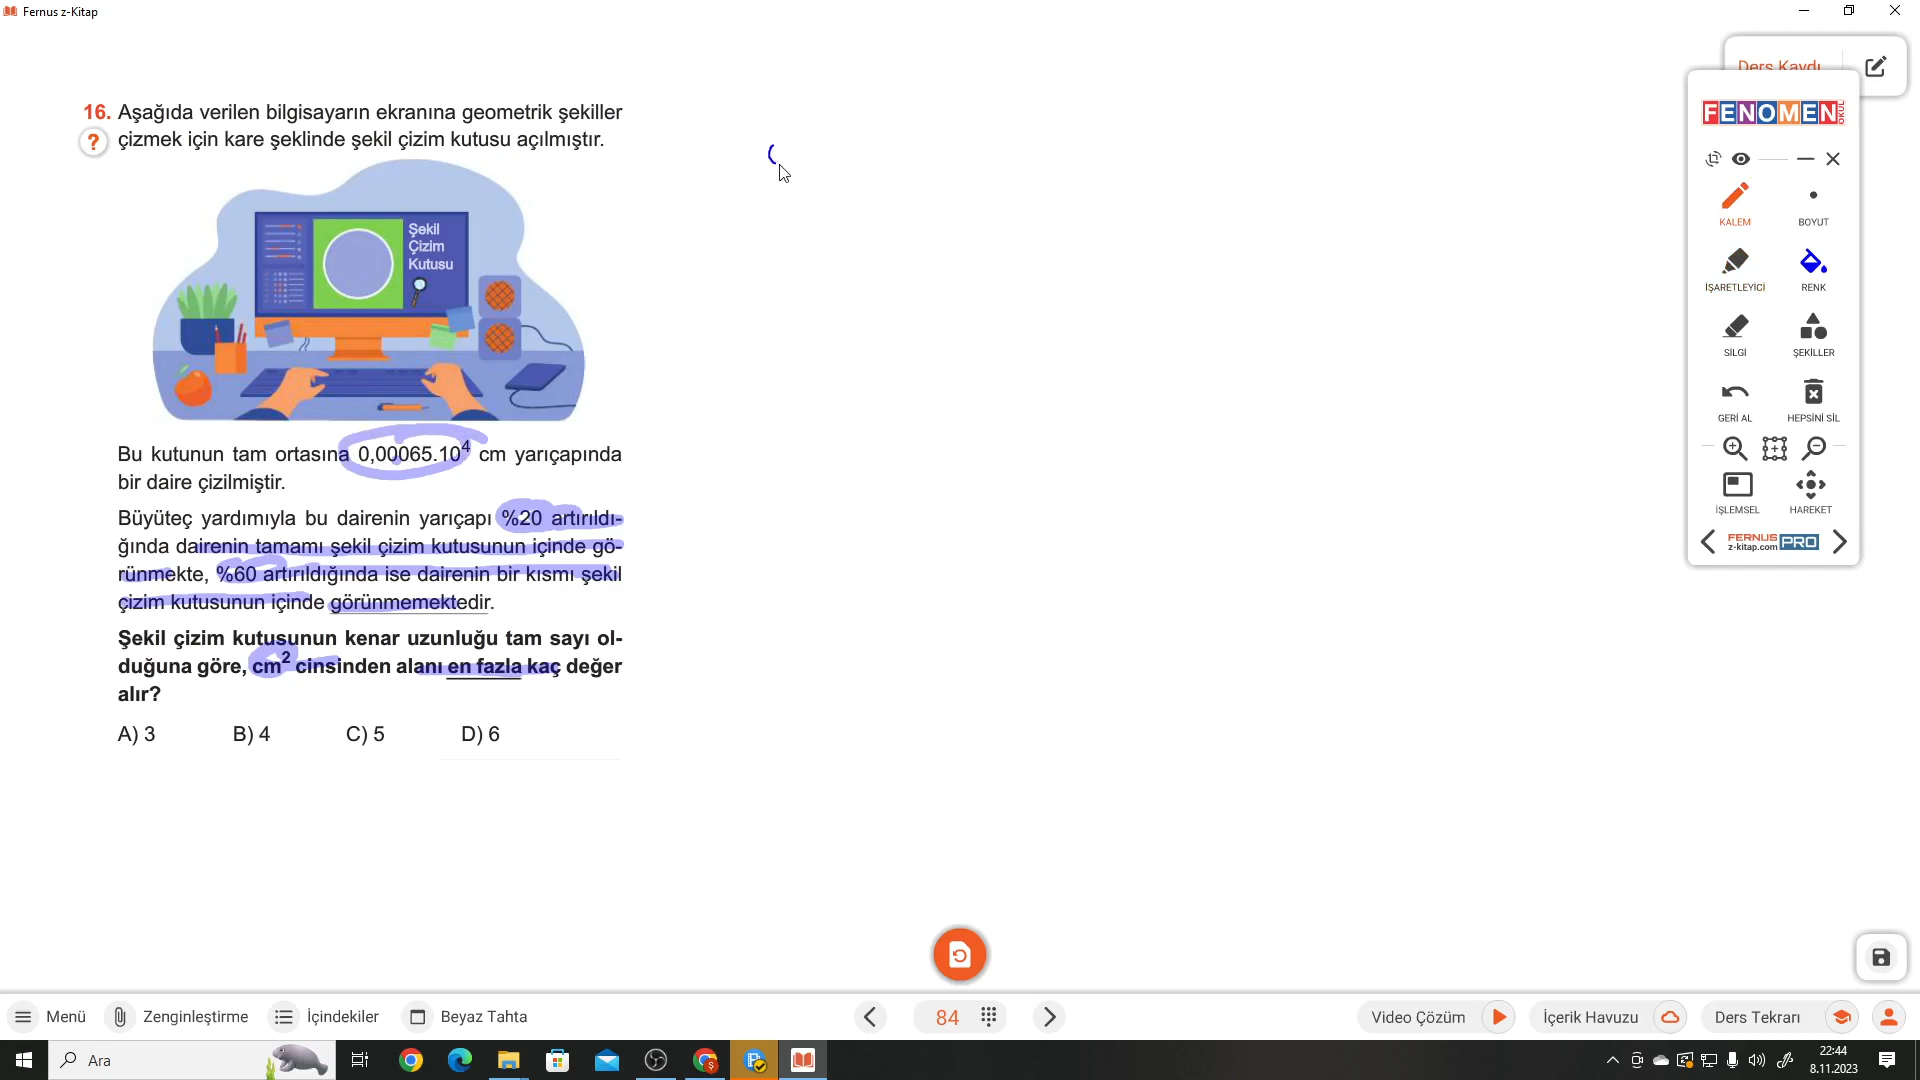 Fernus z-Kitap
Ders Kaydı
16. Aşağıda verilen bilgisayarın ekranına geometrik şekiller
? çizmek için kare şeklinde şekil çizim kutusu açılmıştır.
Şekil
Çizim
Kutusu
Bu kutunun tam ortasına 0,00065.10⁴ cm yarıçapında
bir daire çizilmiştir.
Büyüteç yardımıyla bu dairenin yarıçapı %20 artırıldı-
ğında dairenin tamamı şekil çizim kutusunun içinde gö-
rünmekte, %60 artırıldığında ise dairenin bir kısmı şekil
çizim kutusunun içinde görünmemektedir.
Şekil çizim kutusunun kenar uzunluğu tam sayı ol-
duğuna göre, cm² cinsinden alanı en fazla kaç değer
alır?
A) 3 B) 4 C) 5 D) 6
FENOMEN OKUL
KALEM BOYUT
İŞARETLEYİCİ RENK
SİLGİ ŞEKİLLER
GERİ AL HEPSİNİ SİL
İŞLEMSEL HAREKET
FERNUS PRO
z-kitap.com
Menü Zenginleştirme İçindekiler Beyaz Tahta 84 Video Çözüm İçerik Havuzu Ders Tekrarı
Ara
22:44
8.11.2023